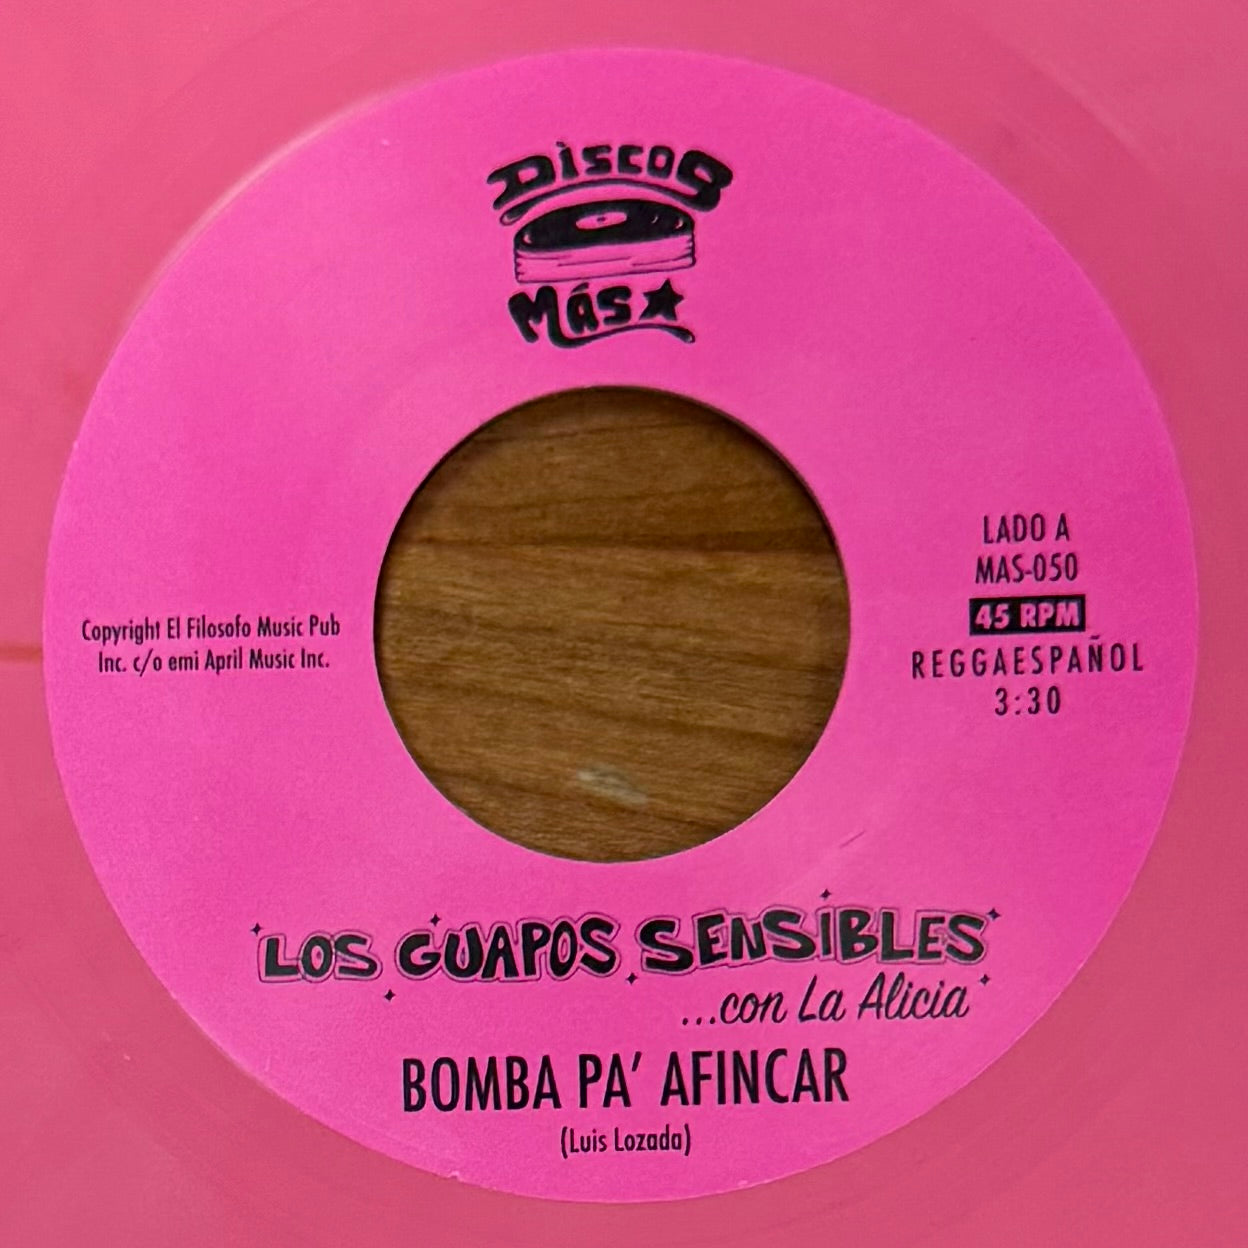 Discos
Más
LADO A
MAS-050
45 RPM
REGGAESPAÑOL
3:30
Copyright El Filosofo Music Pub
Inc. c/o emi April Music Inc.
LOS GUAPOS SENSIBLES
...con La Alicia
BOMBA PA' AFINCAR
(Luis Lozada)